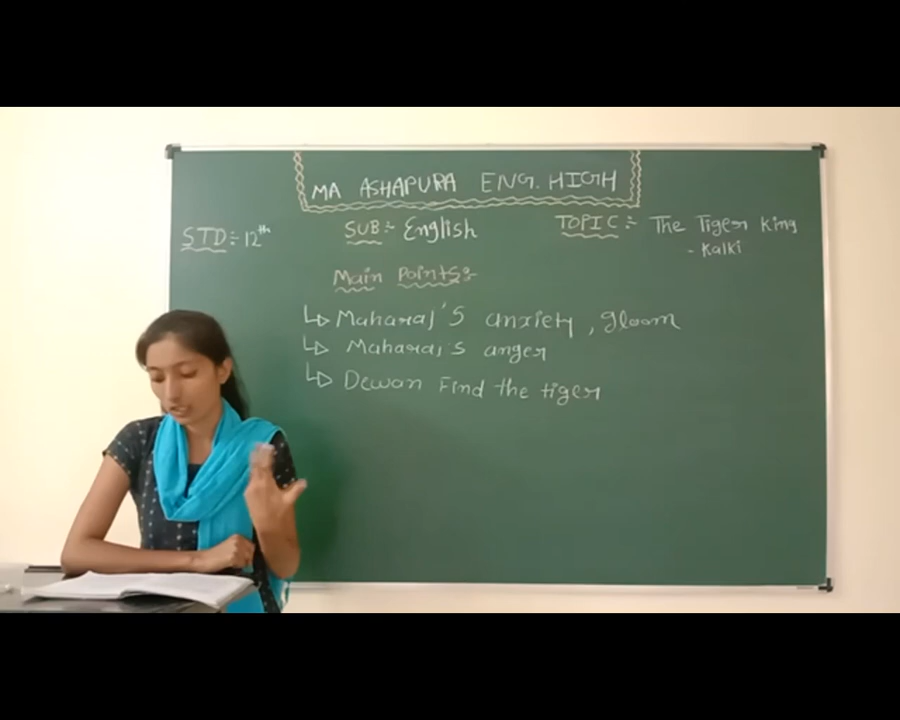 MA ASHAPURA ENG. HIGH
STD:- 12th
SUB:- English
TOPIC:- The Tiger King
- Kalki
Main Points:-
Maharaj's anxiety, gloom
Maharaj's anger
Dewan Find the tiger